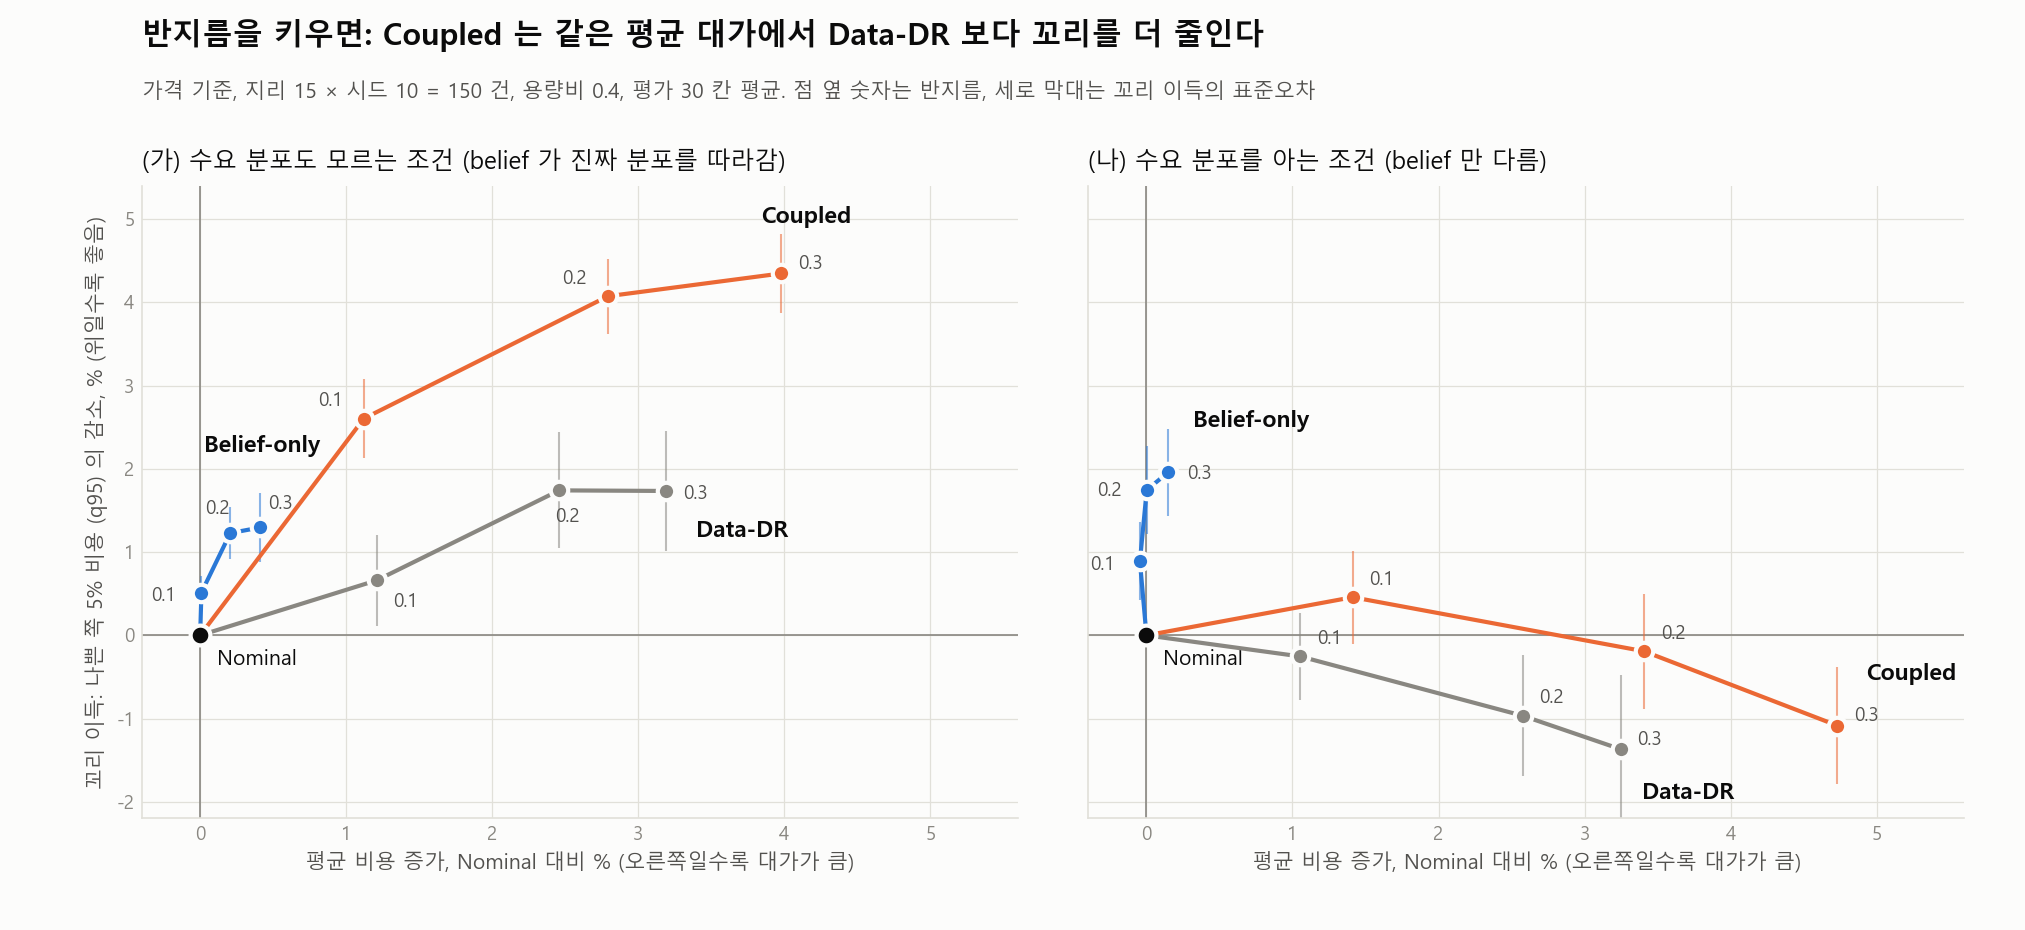 반지름을 키우면: Coupled 는 같은 평균 대가에서 Data-DR 보다 꼬리를 더 줄인다
가격 기준, 지리 15 × 시드 10 = 150 건, 용량비 0.4, 평가 30 칸 평균. 점 옆 숫자는 반지름, 세로 막대는 꼬리 이득의 표준오차
(가) 수요 분포도 모르는 조건 (belief 가 진짜 분포를 따라감)
꼬리 이득: 나쁜 쪽 5% 비용 (q95) 의 감소, % (위일수록 좋음)
5
4
3
2
1
0
-1
-2
Coupled
0.3
0.2
0.1
Belief-only
0.2
0.3
0.1
0.3
0.2
Data-DR
0.1
Nominal
0
1
2
3
4
5
평균 비용 증가, Nominal 대비 % (오른쪽일수록 대가가 큼)
(나) 수요 분포를 아는 조건 (belief 만 다름)
Belief-only
0.3
0.2
0.1
0.1
0.2
0.1
Nominal
Coupled
0.3
0.2
0.3
Data-DR
0
1
2
3
4
5
평균 비용 증가, Nominal 대비 % (오른쪽일수록 대가가 큼)